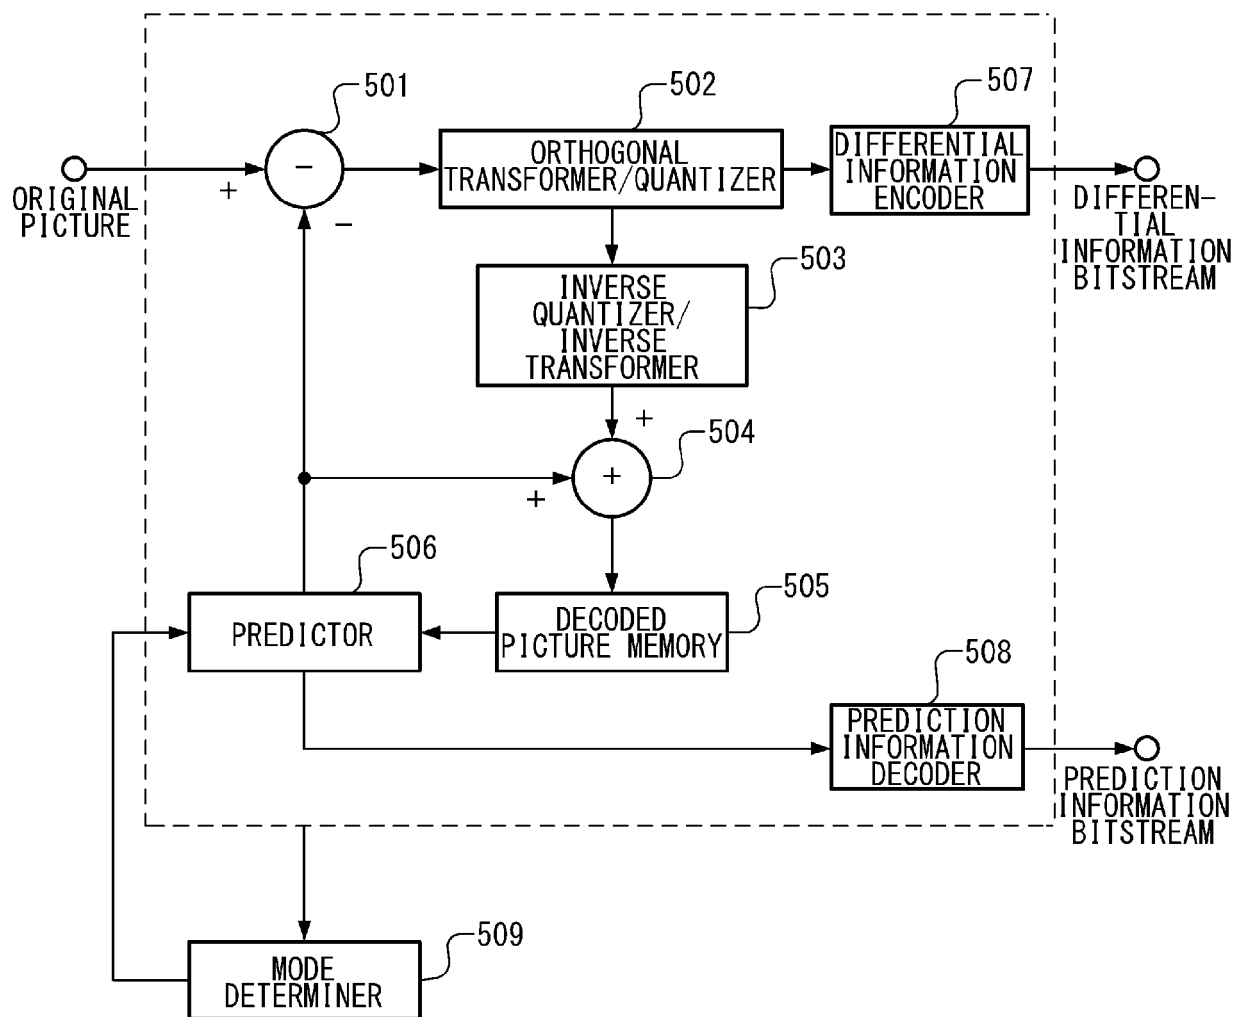 501
502
507
ORIGINAL
PICTURE
+
-
-
ORTHOGONAL
TRANSFORMER/QUANTIZER
DIFFERENTIAL
INFORMATION
ENCODER
DIFFEREN-
TIAL
INFORMATION
BITSTREAM
503
INVERSE
QUANTIZER/
INVERSE
TRANSFORMER
+
504
+
+
506
505
PREDICTOR
DECODED
PICTURE MEMORY
508
PREDICTION
INFORMATION
DECODER
PREDICTION
INFORMATION
BITSTREAM
509
MODE
DETERMINER